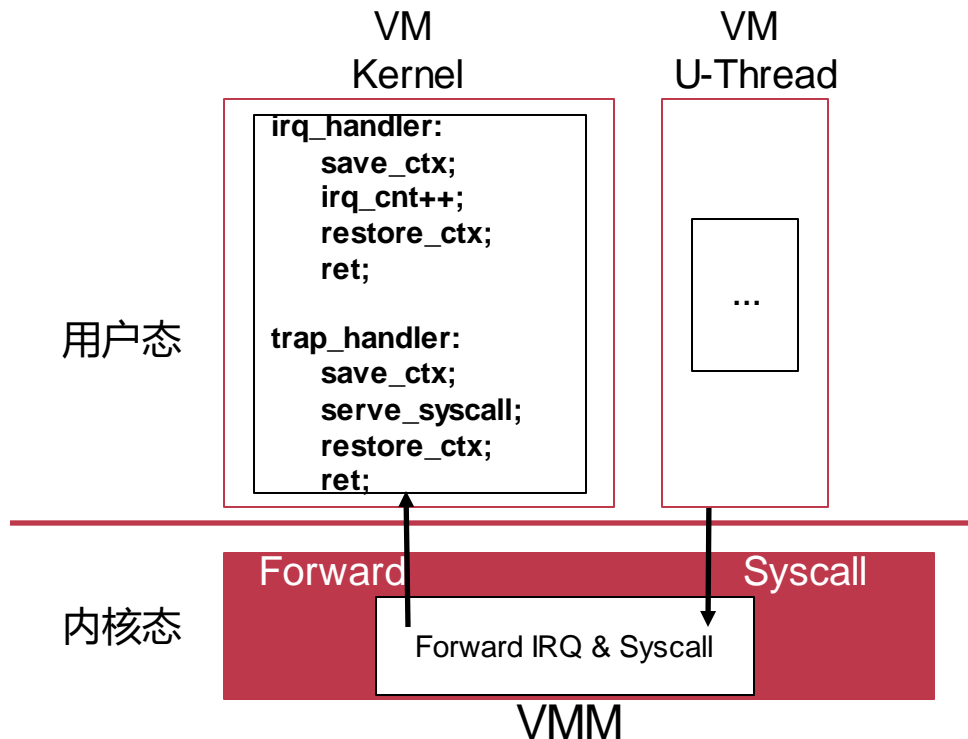 VM
Kernel
VM
U-Thread
irq_handler:
save_ctx;
irq_cnt++;
restore_ctx;
ret;
trap_handler:
save_ctx;
serve_syscall;
restore_ctx;
ret;
...
用户态
Forward
Syscall
内核态
Forward IRQ & Syscall
VMM